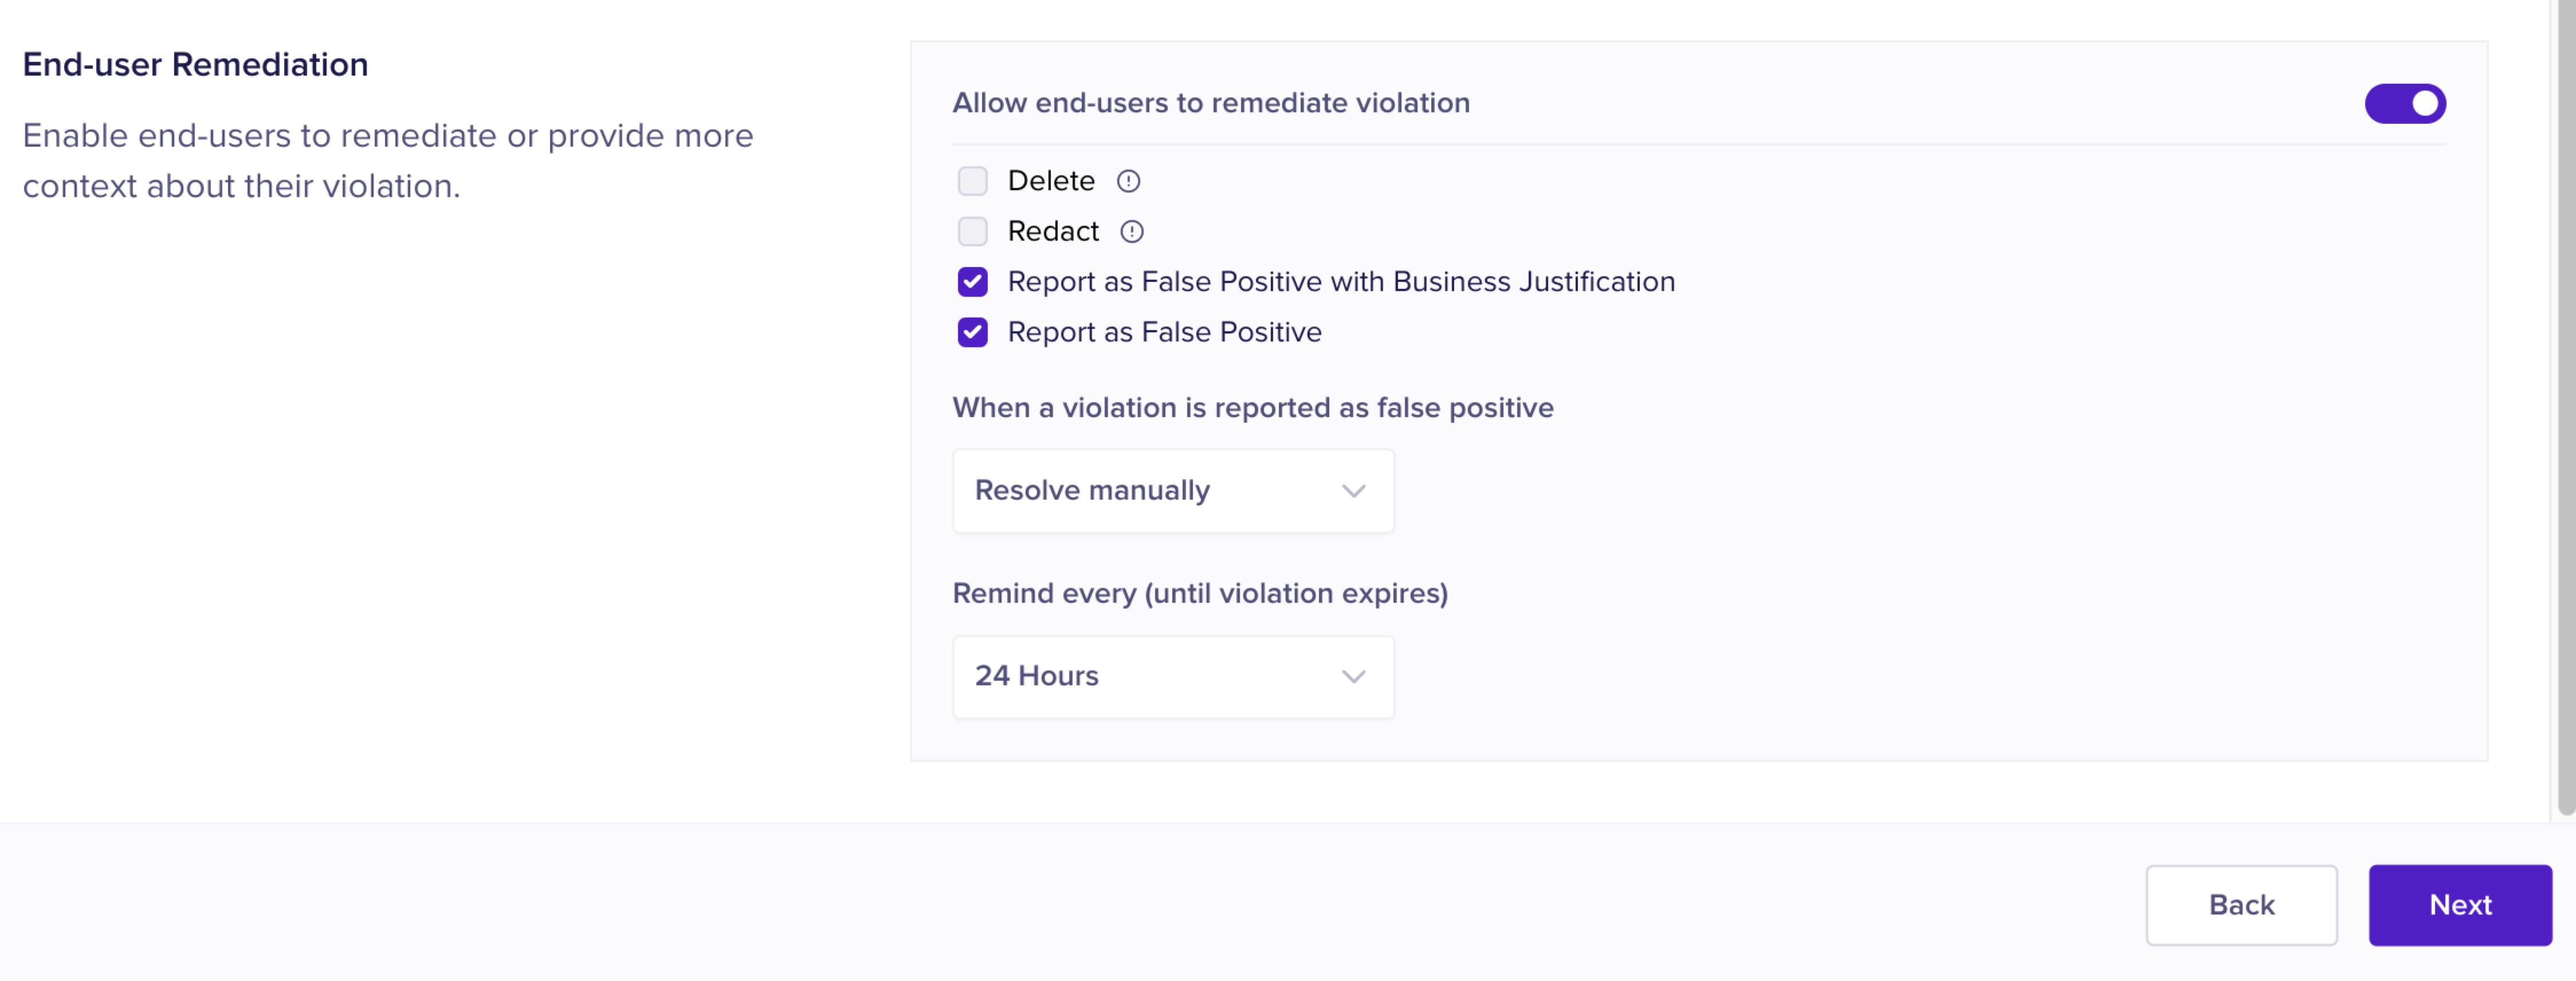 End-user Remediation
Enable end-users to remediate or provide more
context about their violation.
Allow end-users to remediate violation
Delete
Redact
Report as False Positive with Business Justification
Report as False Positive
When a violation is reported as false positive
Resolve manually
Remind every (until violation expires)
24 Hours
Back
Next